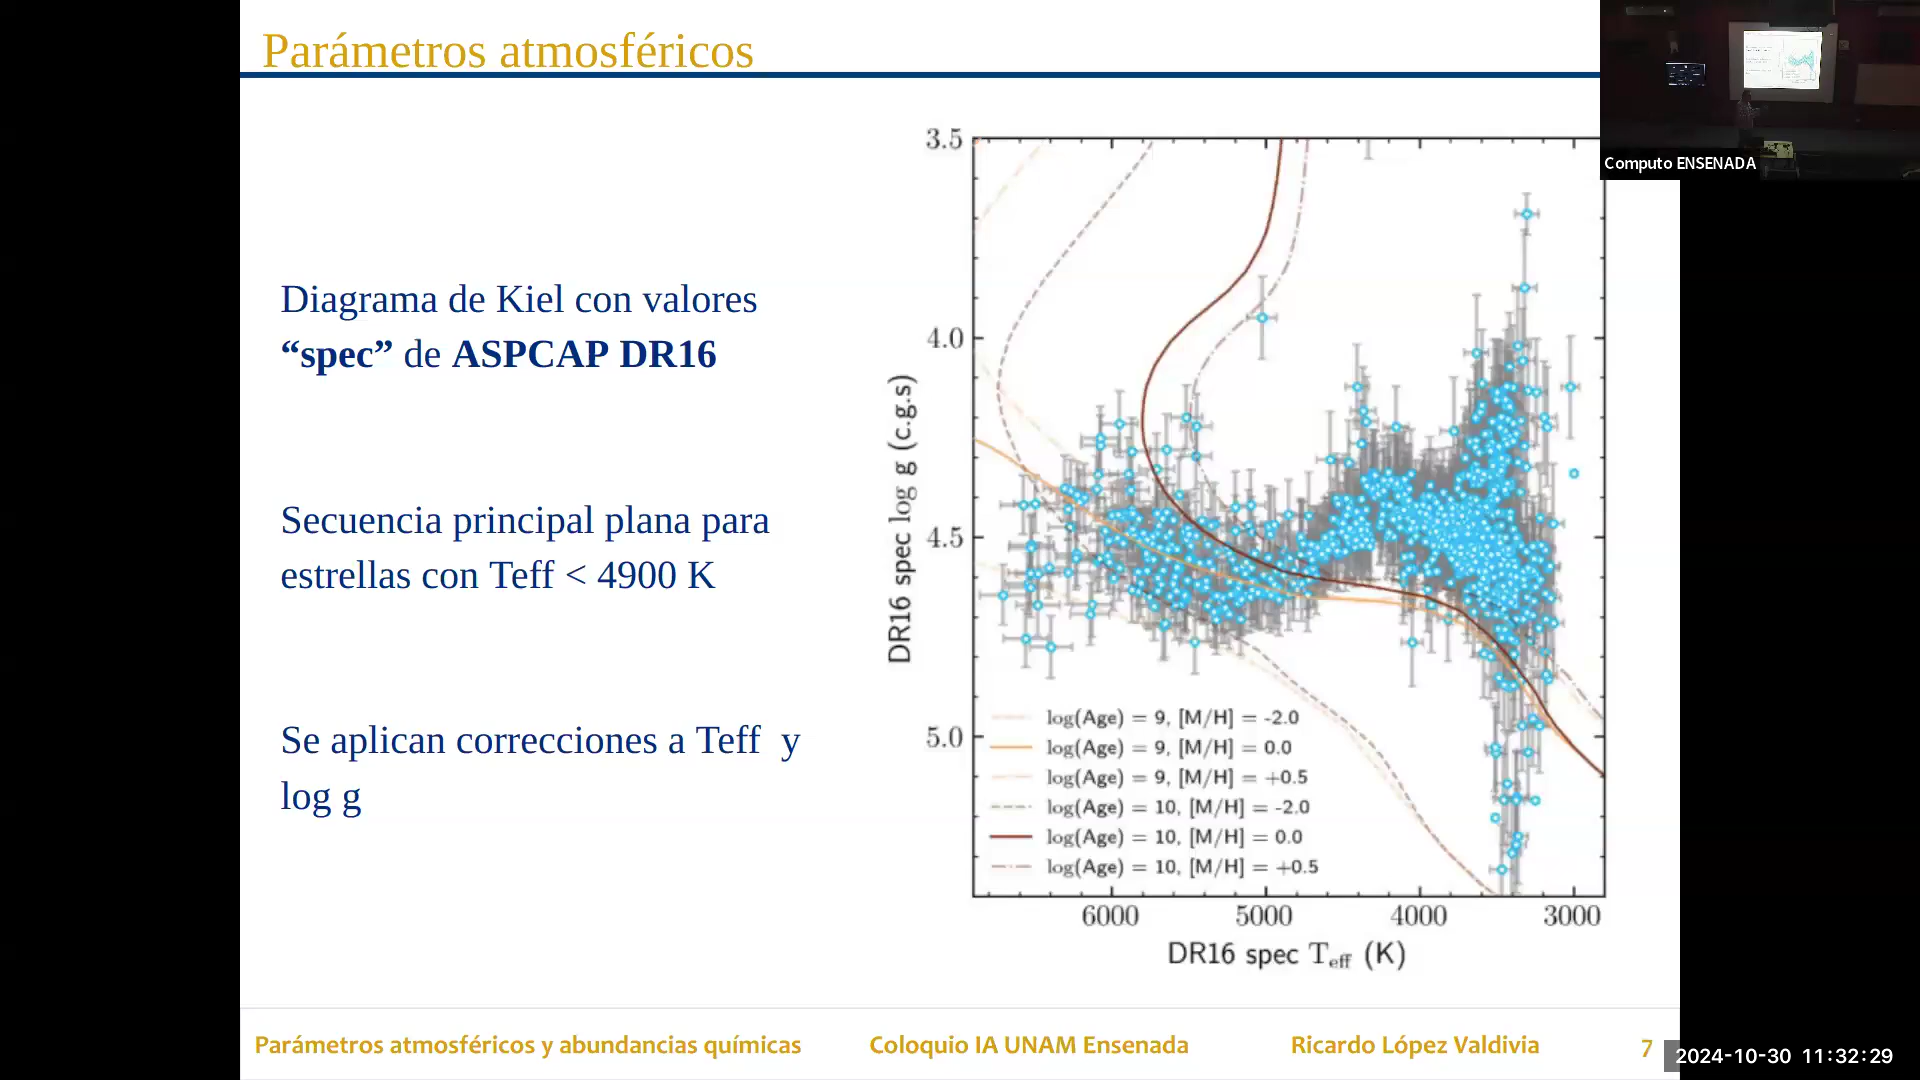 Parámetros atmosféricos
Computo ENSENADA
Diagrama de Kiel con valores
“spec” de ASPCAP DR16
Secuencia principal plana para
estrellas con Teff < 4900 K
Se aplican correcciones a Teff y
log g
3.5
4.0
4.5
5.0
DR16 spec log g (c.g.s)
log(Age) = 9, [M/H] = -2.0
log(Age) = 9, [M/H] = 0.0
log(Age) = 9, [M/H] = +0.5
log(Age) = 10, [M/H] = -2.0
log(Age) = 10, [M/H] = 0.0
log(Age) = 10, [M/H] = +0.5
6000 5000 4000 3000
DR16 spec Teff (K)
Parámetros atmosféricos y abundancias químicas Coloquio IA UNAM Ensenada Ricardo López Valdivia 7
2024-10-30 11:32:29